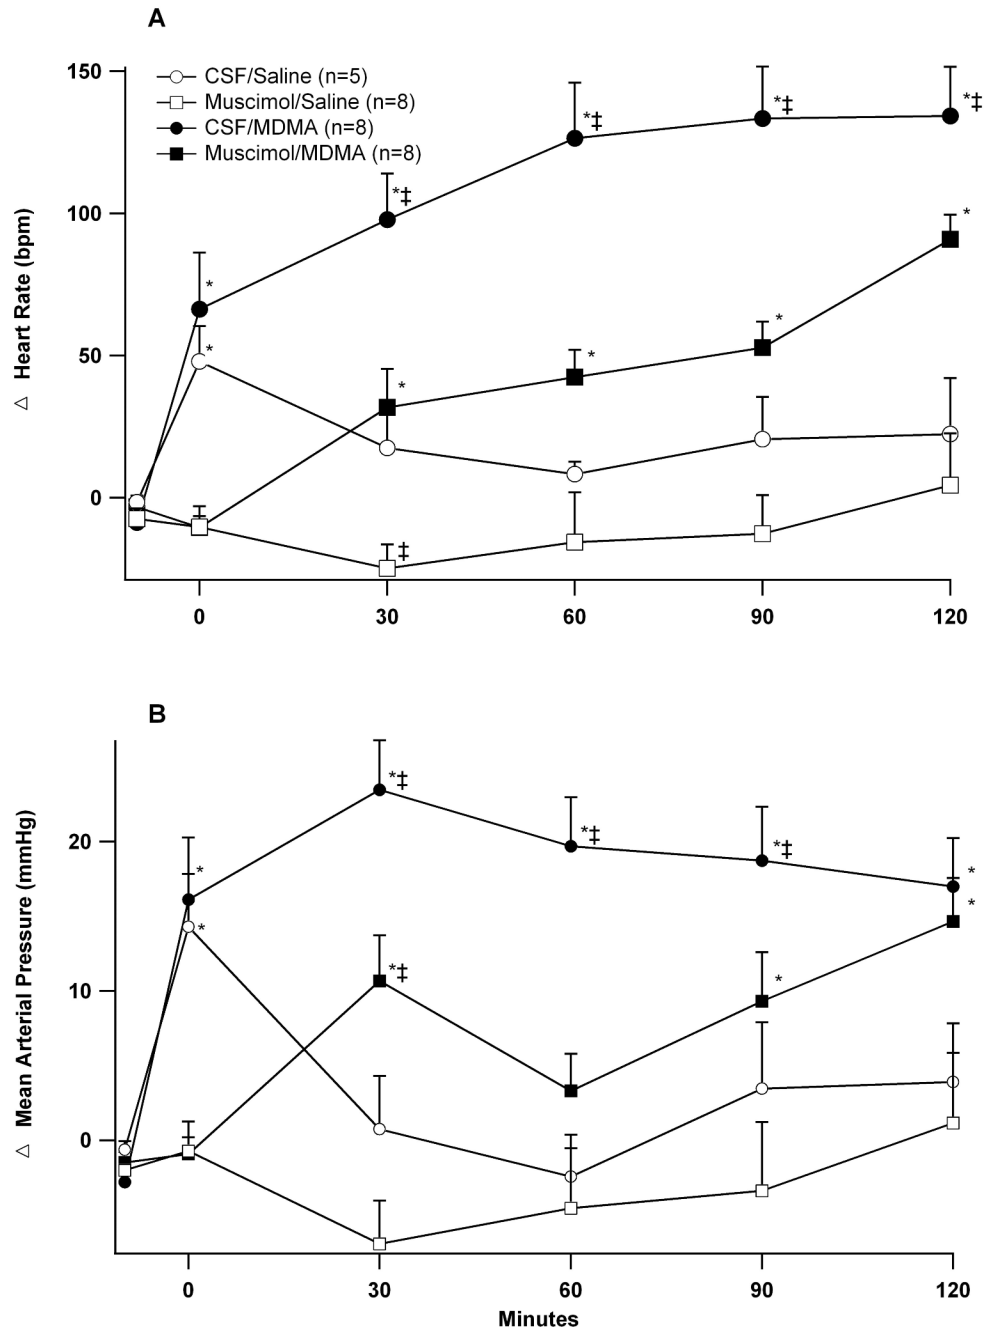 A
150
100
50
0
△ Heart Rate (bpm)
CSF/Saline (n=5)
Muscimol/Saline (n=8)
CSF/MDMA (n=8)
Muscimol/MDMA (n=8)
*
*
*‡
*
‡
*‡
*
*‡
*
*‡
*
0 30 60 90 120
B
20
10
0
△ Mean Arterial Pressure (mmHg)
*
*
*‡
*‡
*‡
*‡
*
*
*
0 30 60 90 120
Minutes